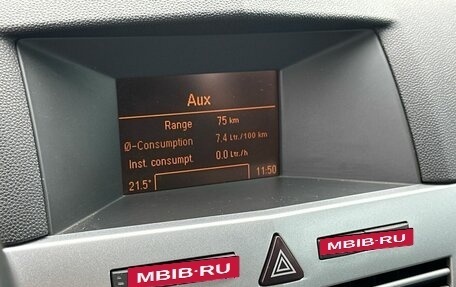 Aux
Range 75 km
Ø-Consumption 7.4 Ltr./100 km
Inst. consumpt. 0.0 Ltr./h
21.5° 11:50
MBIB-RU MBIB-RU